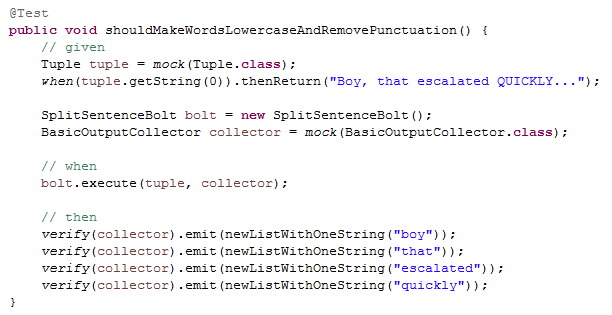 @Test
public void shouldMakeWordsLowercaseAndRemovePunctuation() {
    // given
    Tuple tuple = mock(Tuple.class);
    when(tuple.getString(0)).thenReturn("Boy, that escalated QUICKLY...");

    SplitSentenceBolt bolt = new SplitSentenceBolt();
    BasicOutputCollector collector = mock(BasicOutputCollector.class);

    // when
    bolt.execute(tuple, collector);

    // then
    verify(collector).emit(newListWithOneString("boy"));
    verify(collector).emit(newListWithOneString("that"));
    verify(collector).emit(newListWithOneString("escalated"));
    verify(collector).emit(newListWithOneString("quickly"));
}